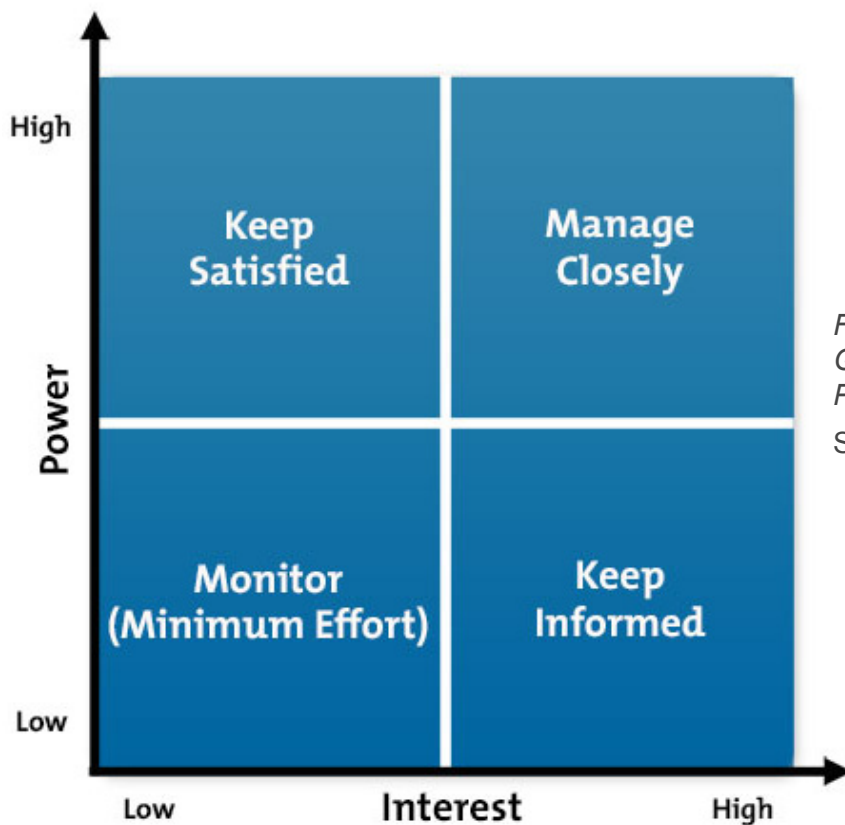 High
Keep
Satisfied
Manage
Closely
Power
Monitor
(Minimum Effort)
Keep
Informed
Low
Low
Interest
High